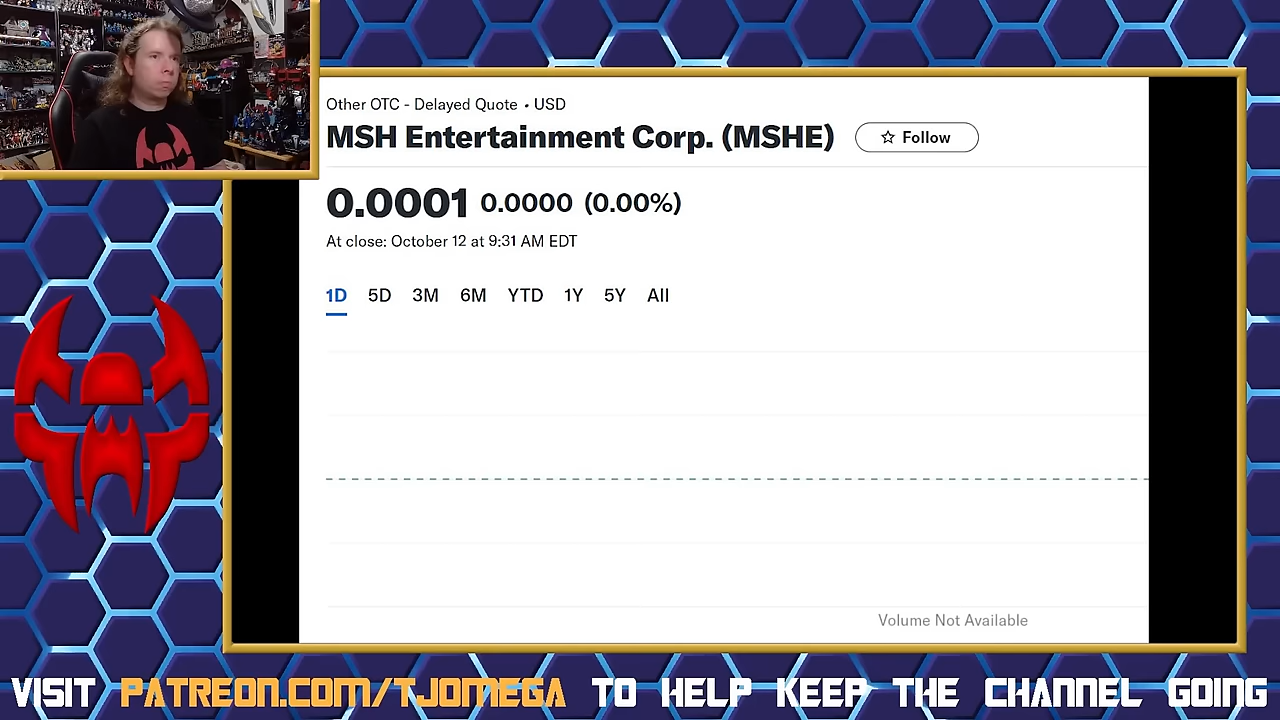 Other OTC - Delayed Quote • USD
MSH Entertainment Corp. (MSHE)
Follow
0.0001 0.0000 (0.00%)
At close: October 12 at 9:31 AM EDT
1D 5D 3M 6M YTD 1Y 5Y All
Volume Not Available
VISIT PATREON.COM/TJOMEGA TO HELP KEEP THE CHANNEL GOING